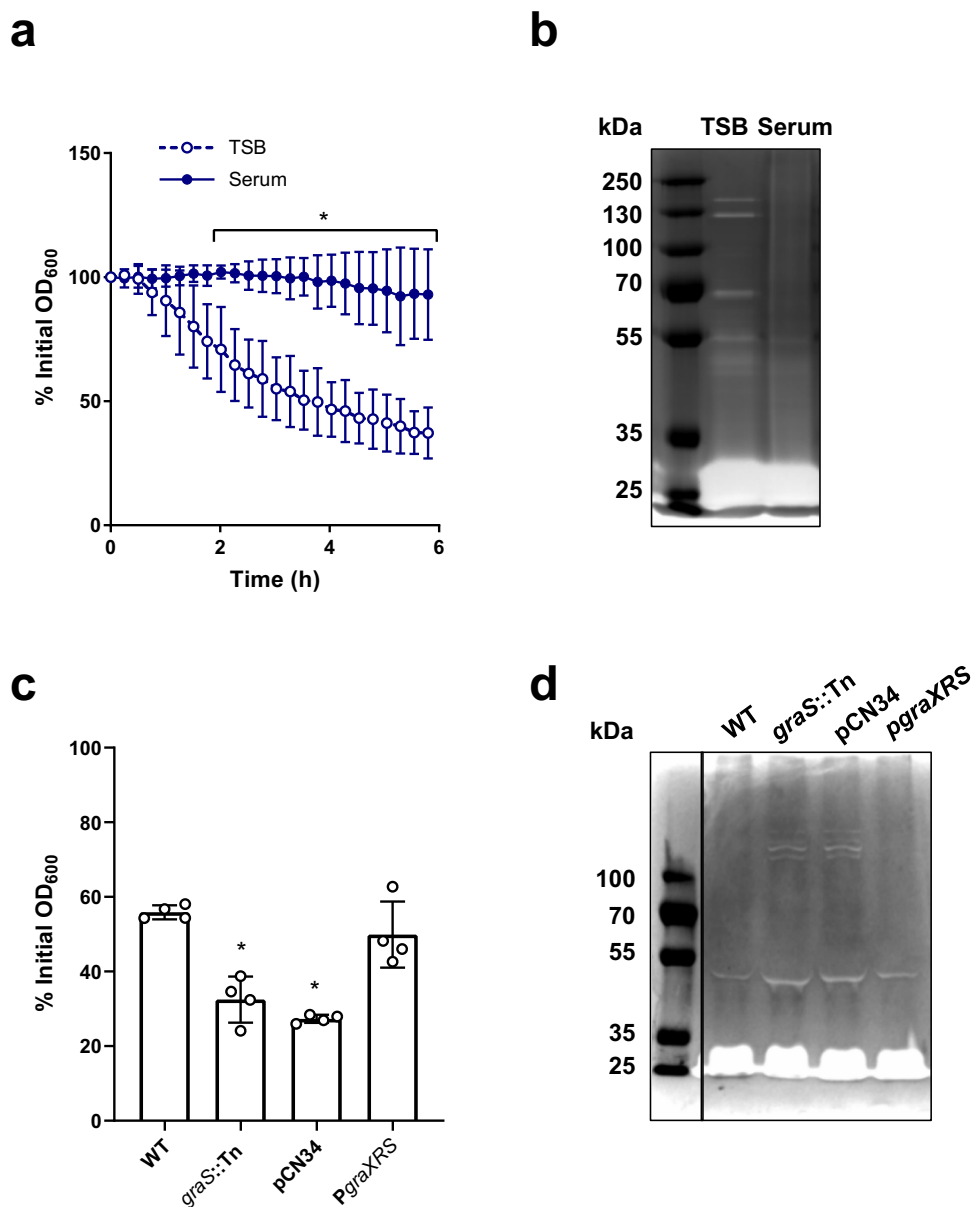 a
TSB
Serum
*
150
100
50
0
% Initial OD600
0
2
4
6
Time (h)
b
kDa
TSB Serum
250
130
100
70
55
35
25
c
100
80
60
40
20
0
% Initial OD600
*
*
WT
graS::Tn
pCN34
PgraXRS
d
kDa
WT
graS::Tn
pCN34
pgraXRS
100
70
55
35
25